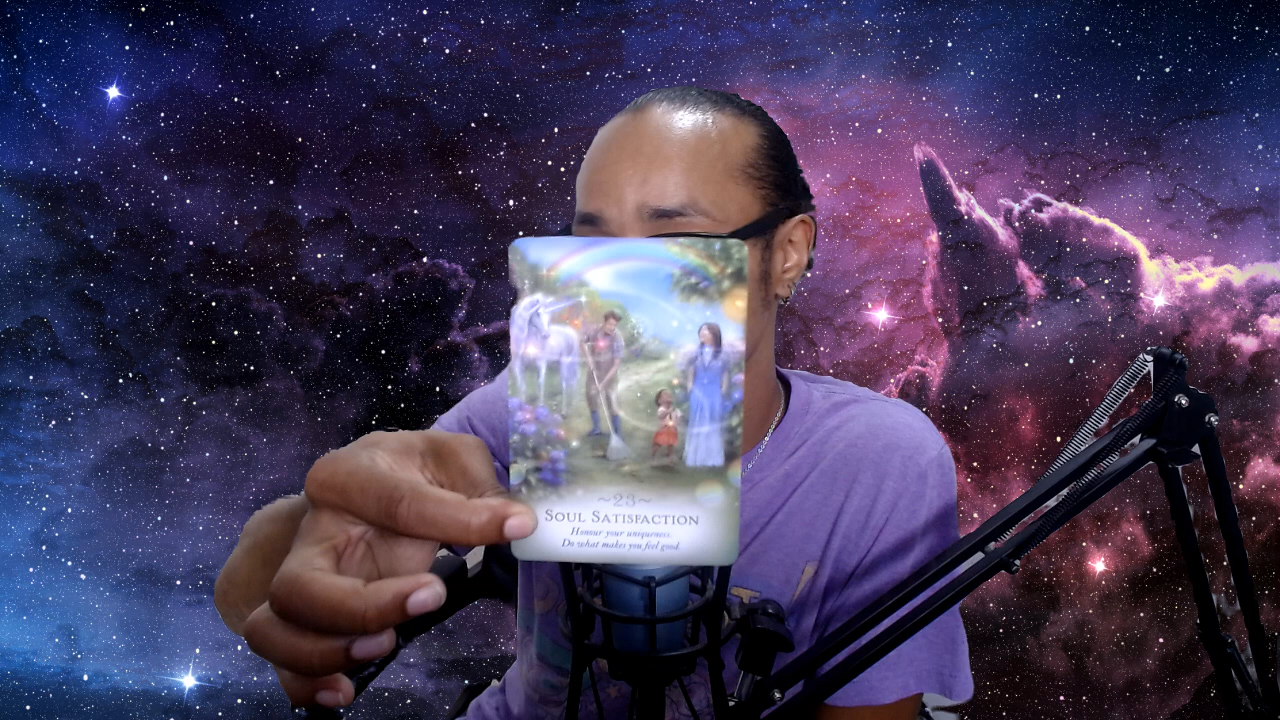 ~23~
Soul Satisfaction
Honour your uniqueness.
Do what makes you feel good.